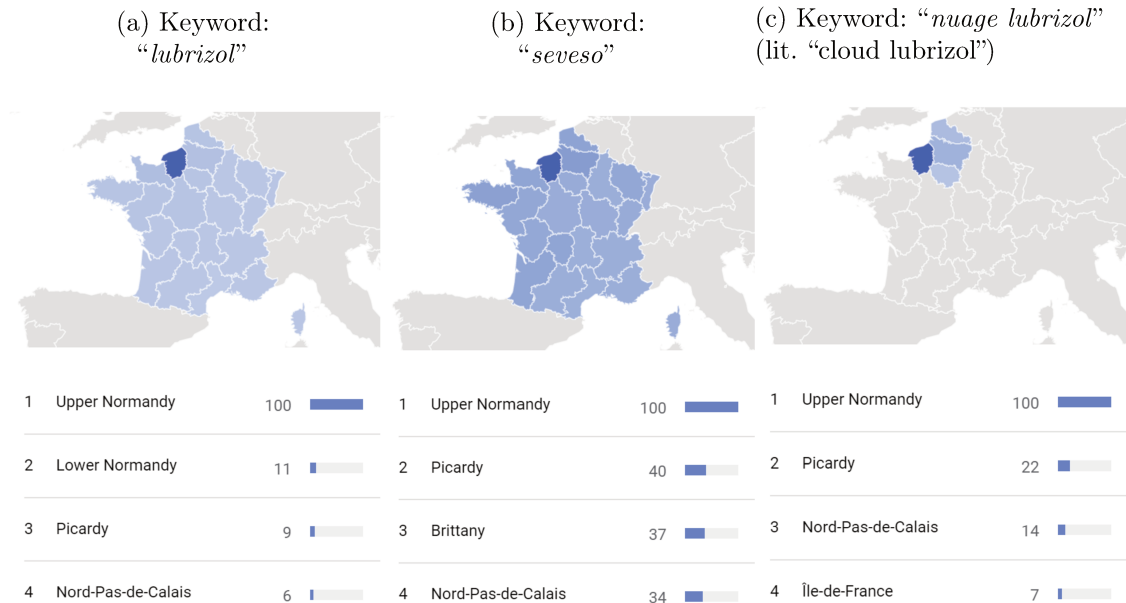 (a) Keyword:
“lubrizol”
(b) Keyword:
“seveso”
(c) Keyword: “nuage lubrizol”
(lit. “cloud lubrizol”)
1 Upper Normandy 100
2 Lower Normandy 11
3 Picardy 9
4 Nord-Pas-de-Calais 6
1 Upper Normandy 100
2 Picardy 40
3 Brittany 37
4 Nord-Pas-de-Calais 34
1 Upper Normandy 100
2 Picardy 22
3 Nord-Pas-de-Calais 14
4 Île-de-France 7